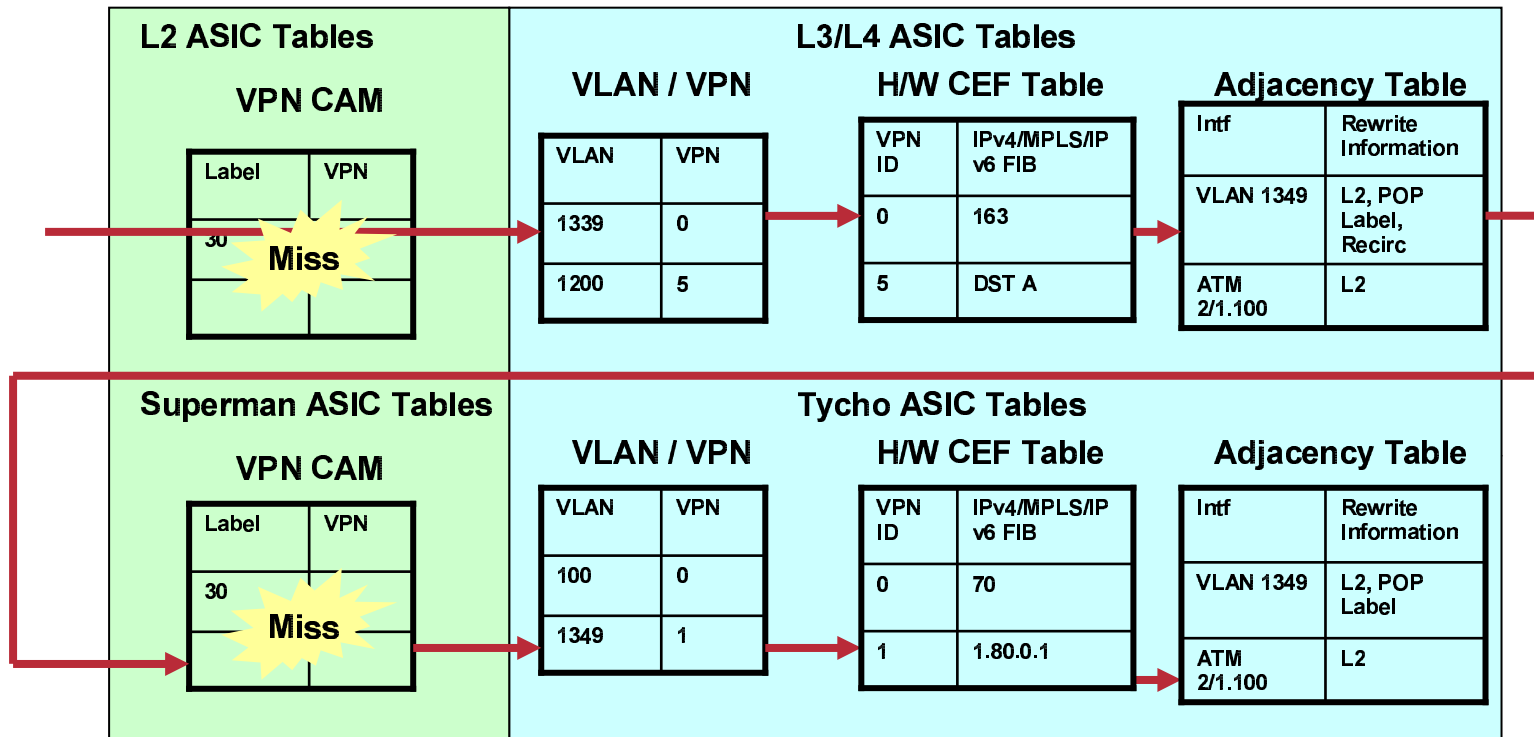 L2 ASIC Tables
L3/L4 ASIC Tables
VPN CAM
VLAN / VPN
H/W CEF Table
Adjacency Table
Label VPN
30
Miss
VLAN VPN
1339 0
1200 5
VPN ID
IPv4/MPLS/IP
v6 FIB
0 163
5 DST A
Intf
Rewrite
Information
VLAN 1349
L2, POP
Label,
Recirc
ATM
2/1.100
L2
Superman ASIC Tables
Tycho ASIC Tables
VPN CAM
VLAN / VPN
H/W CEF Table
Adjacency Table
Label VPN
30
Miss
VLAN VPN
100 0
1349 1
VPN
ID
IPv4/MPLS/IP
v6 FIB
0 70
1 1.80.0.1
Intf
Rewrite
Information
VLAN 1349
L2, POP
Label
ATM
2/1.100
L2